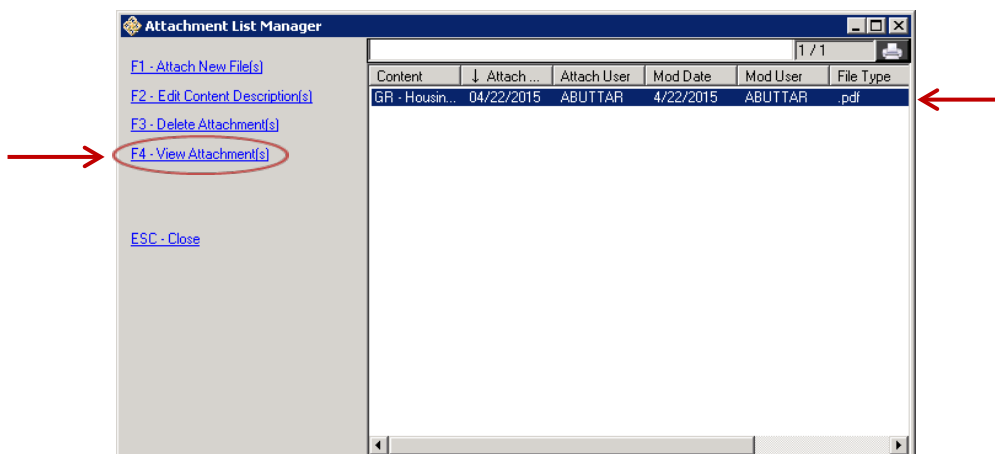 Attachment List Manager
1 / 1
F1 - Attach New File(s)
F2 - Edit Content Description(s)
F3 - Delete Attachment(s)
F4 - View Attachment(s)
ESC - Close
Content ↓ Attach ... Attach User Mod Date Mod User File Type
GR - Housin... 04/22/2015 ABUTTAR 4/22/2015 ABUTTAR .pdf